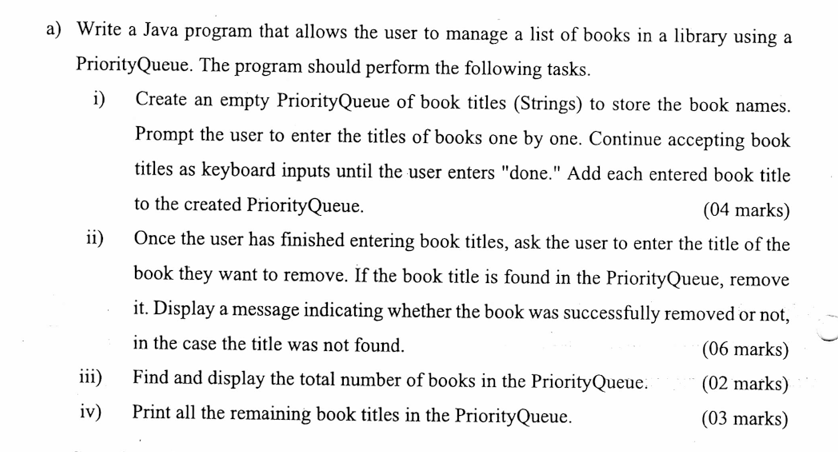 a) Write a Java program that allows the user to manage a list of books in a library using a
PriorityQueue. The program should perform the following tasks.
i) Create an empty PriorityQueue of book titles (Strings) to store the book names.
Prompt the user to enter the titles of books one by one. Continue accepting book
titles as keyboard inputs until the user enters "done." Add each entered book title
to the created PriorityQueue. (04 marks)
ii) Once the user has finished entering book titles, ask the user to enter the title of the
book they want to remove. If the book title is found in the PriorityQueue, remove
it. Display a message indicating whether the book was successfully removed or not,
in the case the title was not found. (06 marks)
iii) Find and display the total number of books in the PriorityQueue. (02 marks)
iv) Print all the remaining book titles in the PriorityQueue. (03 marks)